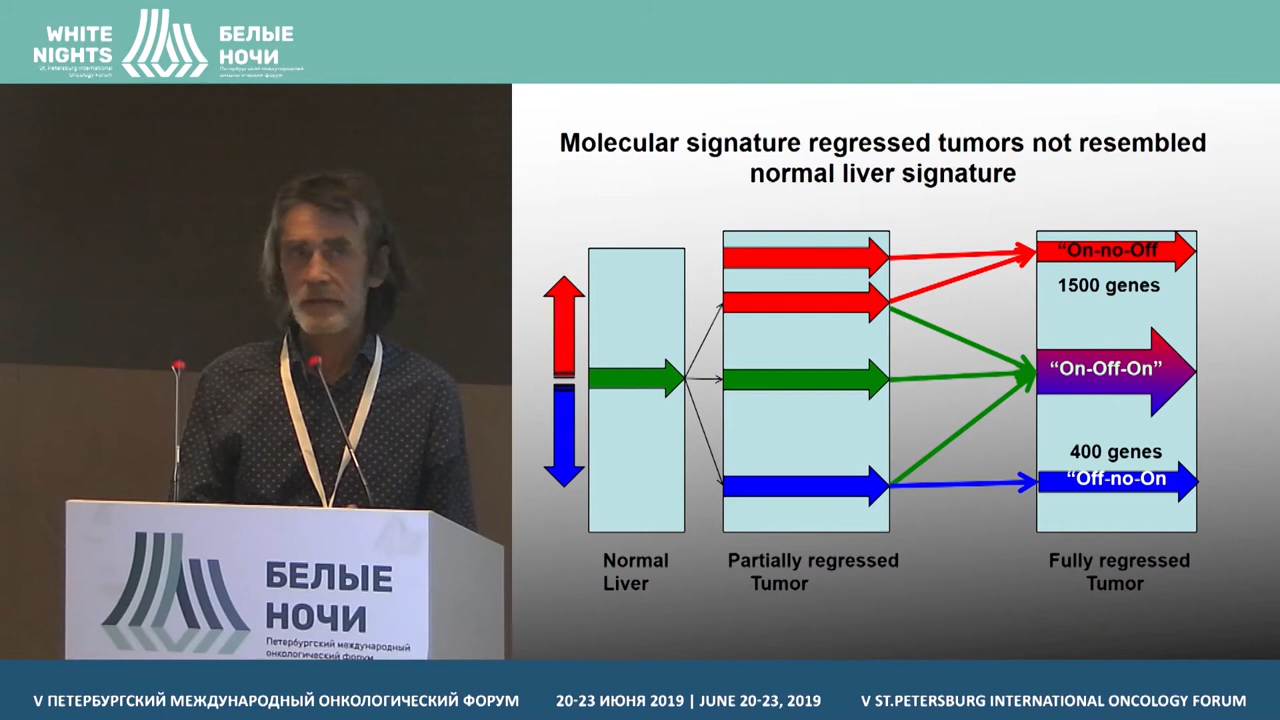 WHITE
NIGHTS
St. Petersburg International
Oncology Forum
БЕЛЫЕ
НОЧИ
Петербургский международный
онкологический форум
Molecular signature regressed tumors not resembled
normal liver signature
“On-no-Off
1500 genes
“On-Off-On”
400 genes
“Off-no-On
Normal
Liver
Partially regressed
Tumor
Fully regressed
Tumor
БЕЛЫЕ
НОЧИ
Петербургский международный
онкологический форум
V ПЕТЕРБУРГСКИЙ МЕЖДУНАРОДНЫЙ ОНКОЛОГИЧЕСКИЙ ФОРУМ
20-23 ИЮНЯ 2019 | JUNE 20-23, 2019
V ST.PETERSBURG INTERNATIONAL ONCOLOGY FORUM